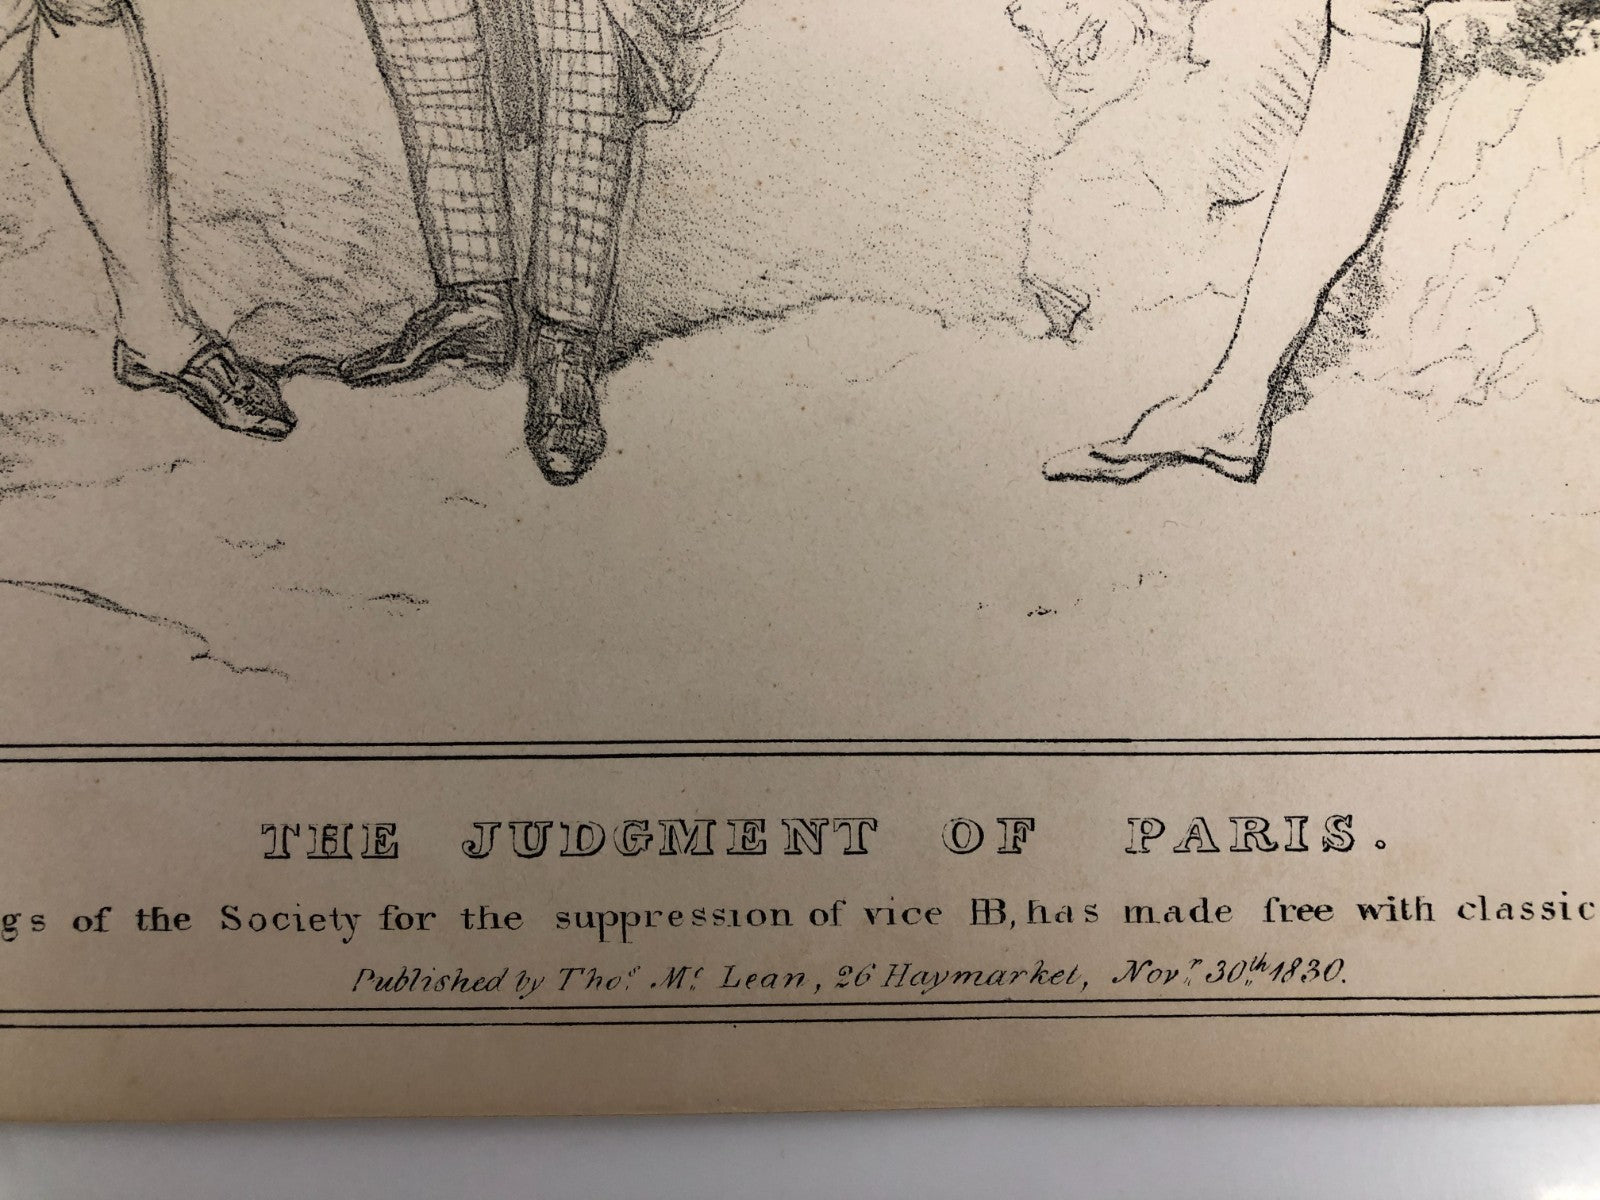 THE JUDGMENT OF PARIS.
gs of the Society for the suppression of vice HB, has made free with classic
Published by Thos. Mc. Lean, 26 Haymarket, Novr. 30th 1830.